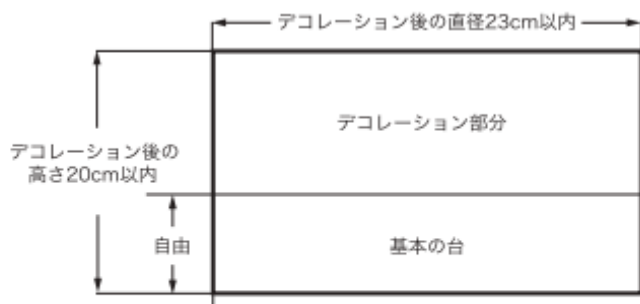 デコレーション後の直径23cm以内
デコレーション部分
デコレーション後の
高さ20cm以内
自由
基本の台